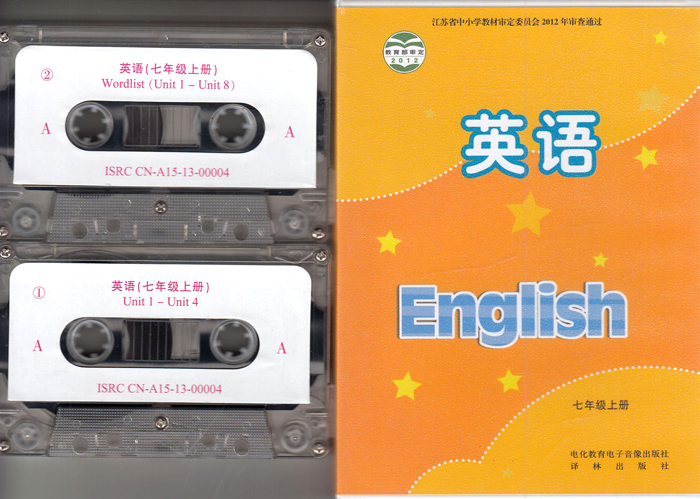 ②
英语(七年级上册)
Wordlist (Unit 1 - Unit 8)
A
A
ISRC CN-A15-13-00004
①
英语(七年级上册)
Unit 1 - Unit 4
A
A
ISRC CN-A15-13-00004
江苏省中小学教材审定委员会 2012 年审查通过
教育部审定
2012
英语
English
七年级上册
电化教育电子音像出版社
译林出版社